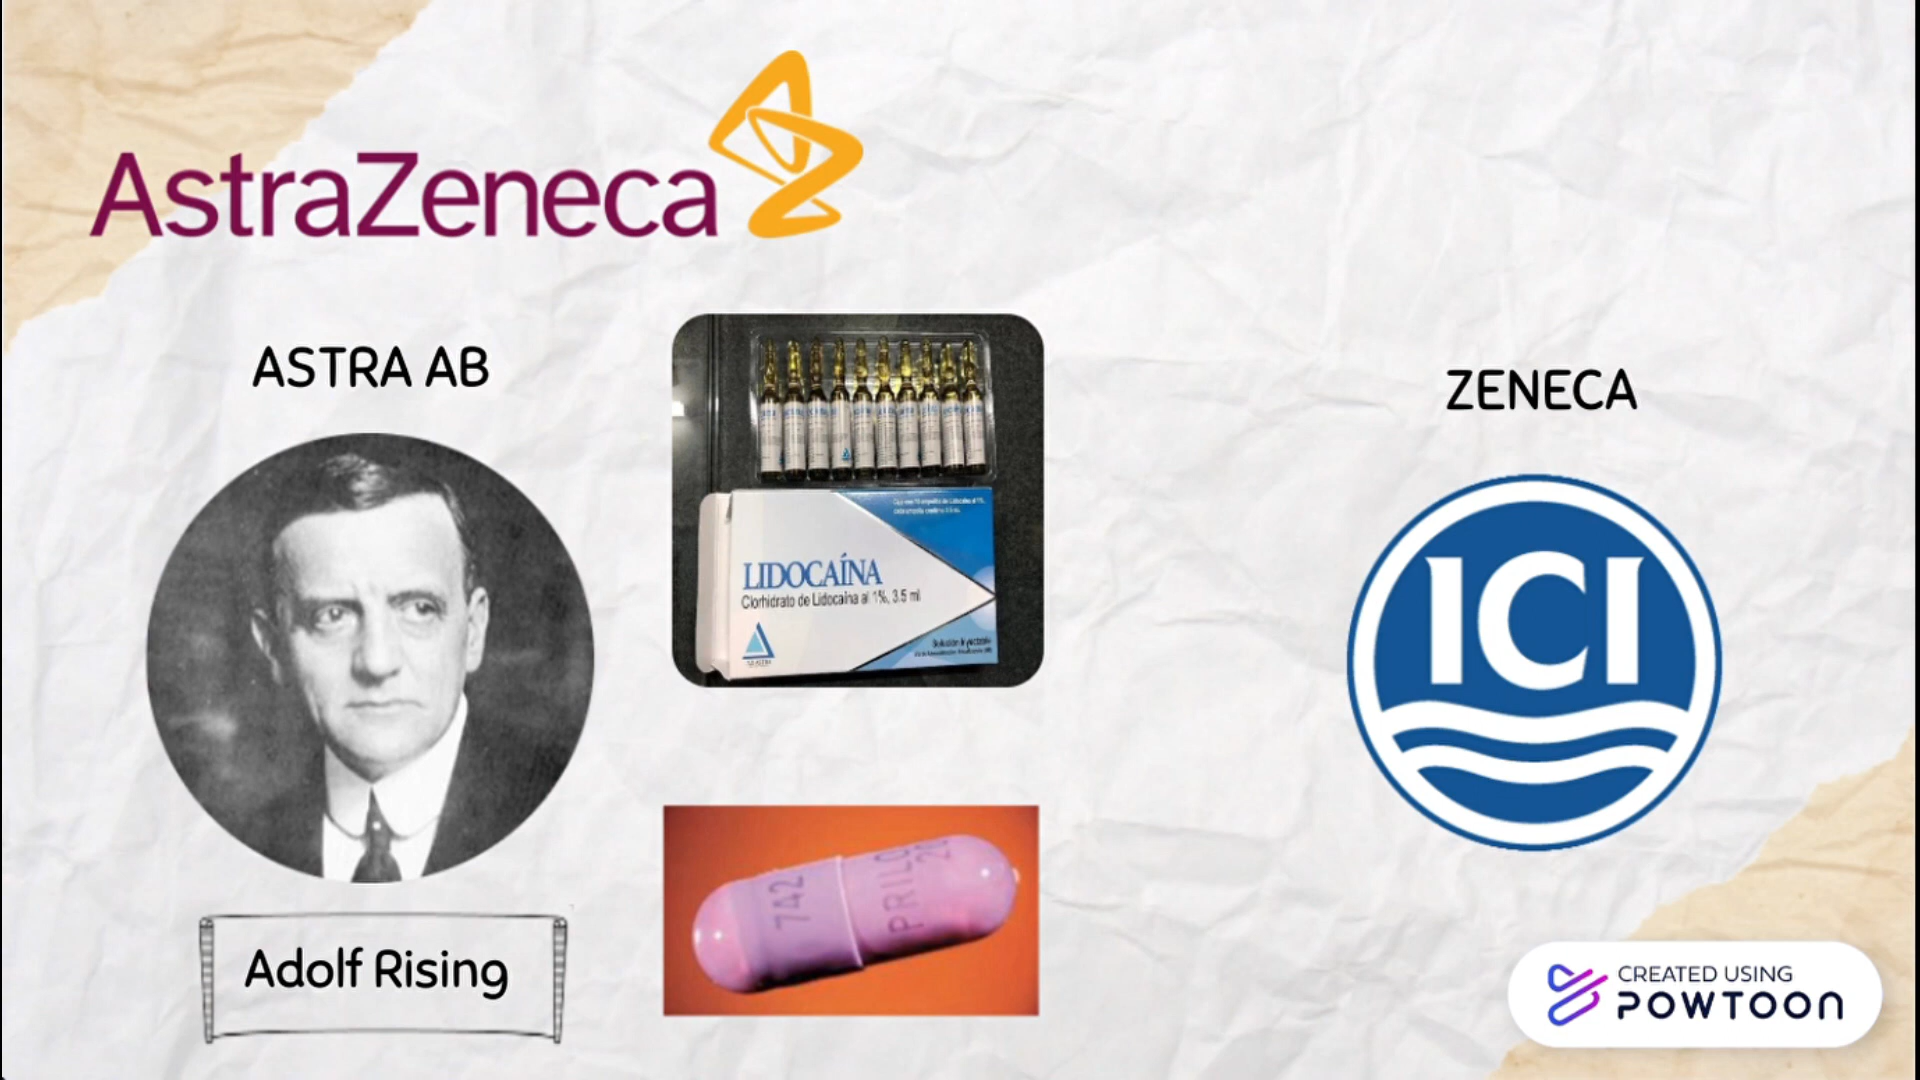 AstraZeneca
ASTRA AB
ZENECA
LIDOCAÍNA
Clorhidrato de Lidocaína al 1%, 3.5 ml
ICI
742
PRILO
20
Adolf Rising
CREATED USING
POWTOON